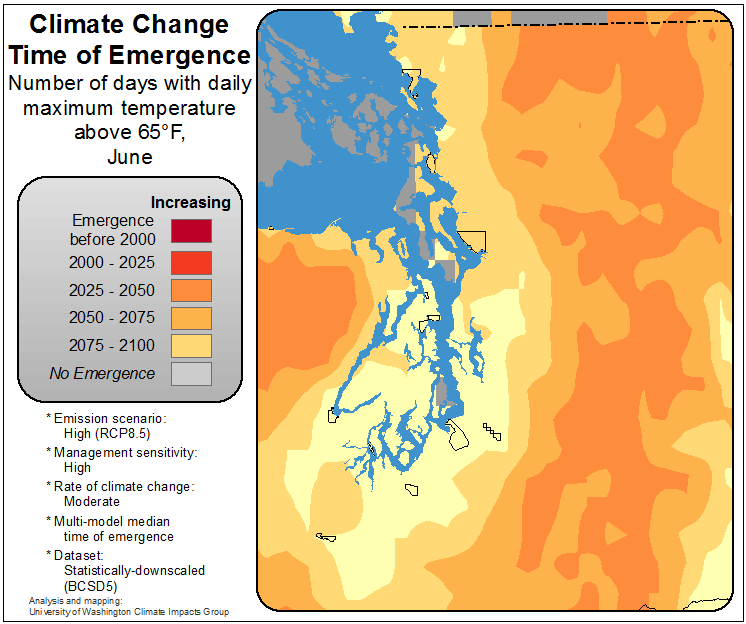 Climate Change
Time of Emergence
Number of days with daily
maximum temperature
above 65°F,
June
Increasing
Emergence
before 2000
2000 - 2025
2025 - 2050
2050 - 2075
2075 - 2100
No Emergence
* Emission scenario:
High (RCP8.5)
* Management sensitivity:
High
* Rate of climate change:
Moderate
* Multi-model median
time of emergence
* Dataset:
Statistically-downscaled
(BCSD5)
Analysis and mapping:
University of Washington Climate Impacts Group